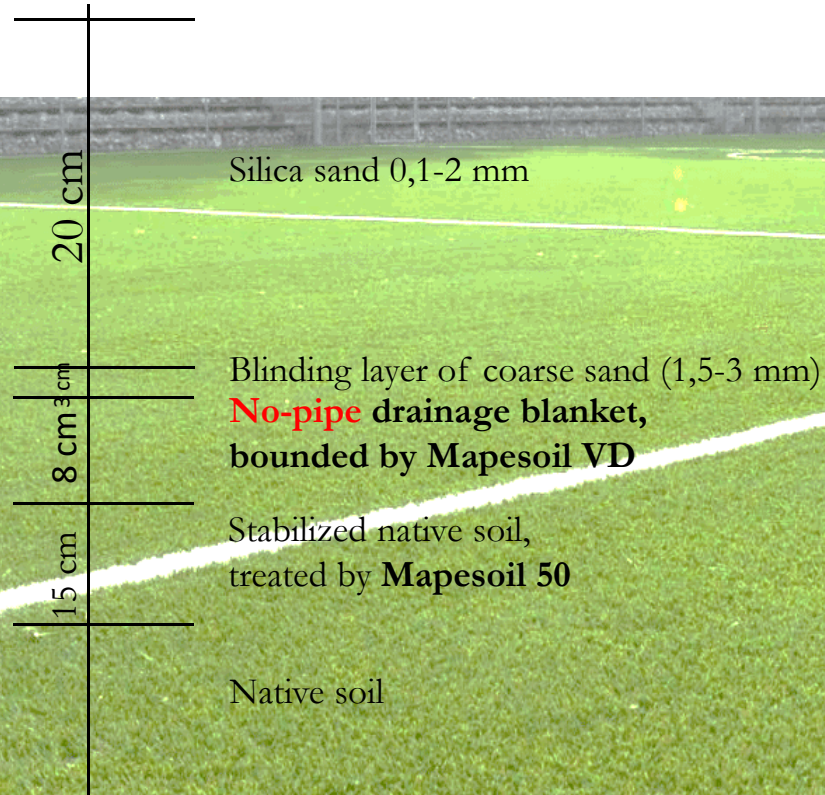 20 cm
Silica sand 0,1-2 mm
3 cm
Blinding layer of coarse sand (1,5-3 mm)
8 cm
No-pipe drainage blanket,
bounded by Mapesoil VD
15 cm
Stabilized native soil,
treated by Mapesoil 50
Native soil